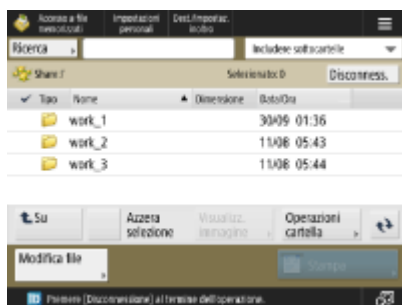 Accesso a file memorizzati
Impostazioni personali
Dest./Impostaz. inoltro
Ricerca
Includere sottocartelle
Share:/
Selezionato: 0
Disconness.
Tipo Nome Dimensione Data/Ora
work_1 30/09 01:36
work_2 11/08 05:43
work_3 11/08 05:44
Su
Azzera selezione
Visualizz. immagine
Operazioni cartella
Modifica file
Stampa
ID Premere [Disconnessione] al termine dell'operazione.